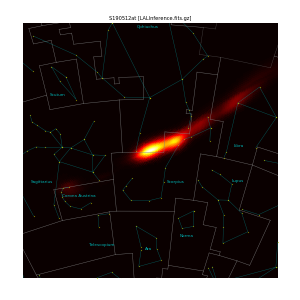 S190512at [LALInference.fits.gz]
Ophiuchus
Scutum
Libra
Sagittarius
Scorpius
Lupus
Corona Australis
Norma
Telescopium
Ara